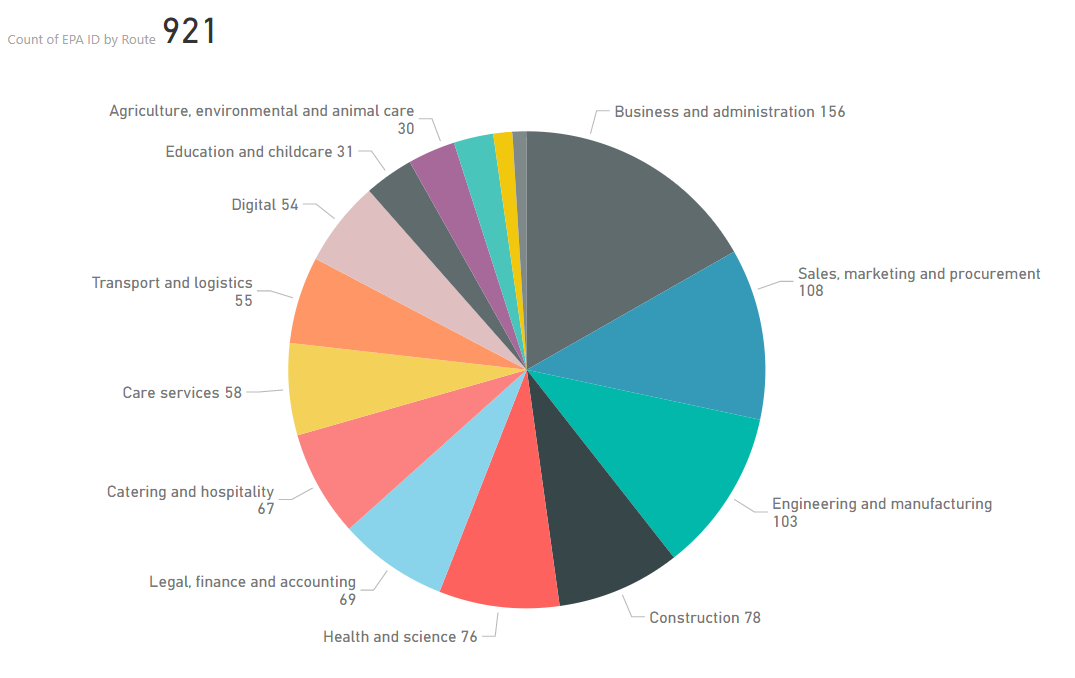 Count of EPA ID by Route 921
Agriculture, environmental and animal care
30
Business and administration 156
Education and childcare 31
Digital 54
Sales, marketing and procurement
108
Transport and logistics
55
Care services 58
Catering and hospitality
67
Engineering and manufacturing
103
Legal, finance and accounting
69
Construction 78
Health and science 76